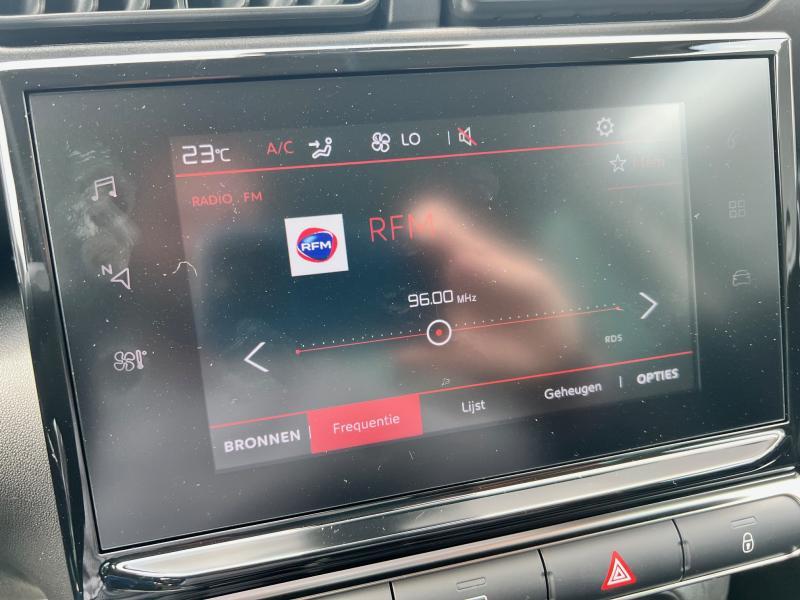 23°C A/C LO
RADIO FM
RFM
RFM
96.00 MHz
N
RDS
BRONNEN | Frequentie Lijst Geheugen | OPTIES